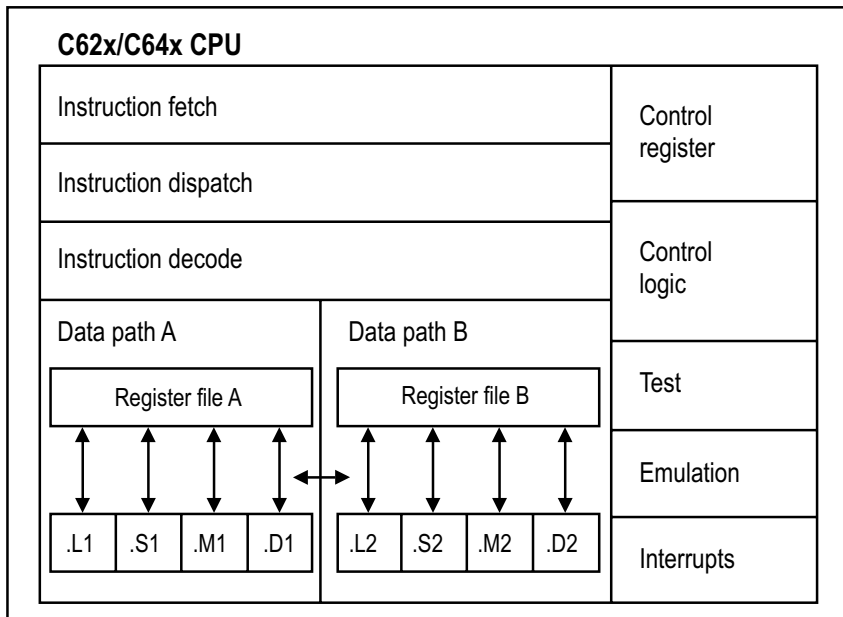 C62x/C64x CPU
Instruction fetch
Instruction dispatch
Instruction decode
Data path A
Register file A
.L1 .S1 .M1 .D1
Data path B
Register file B
.L2 .S2 .M2 .D2
Control
register
Control
logic
Test
Emulation
Interrupts